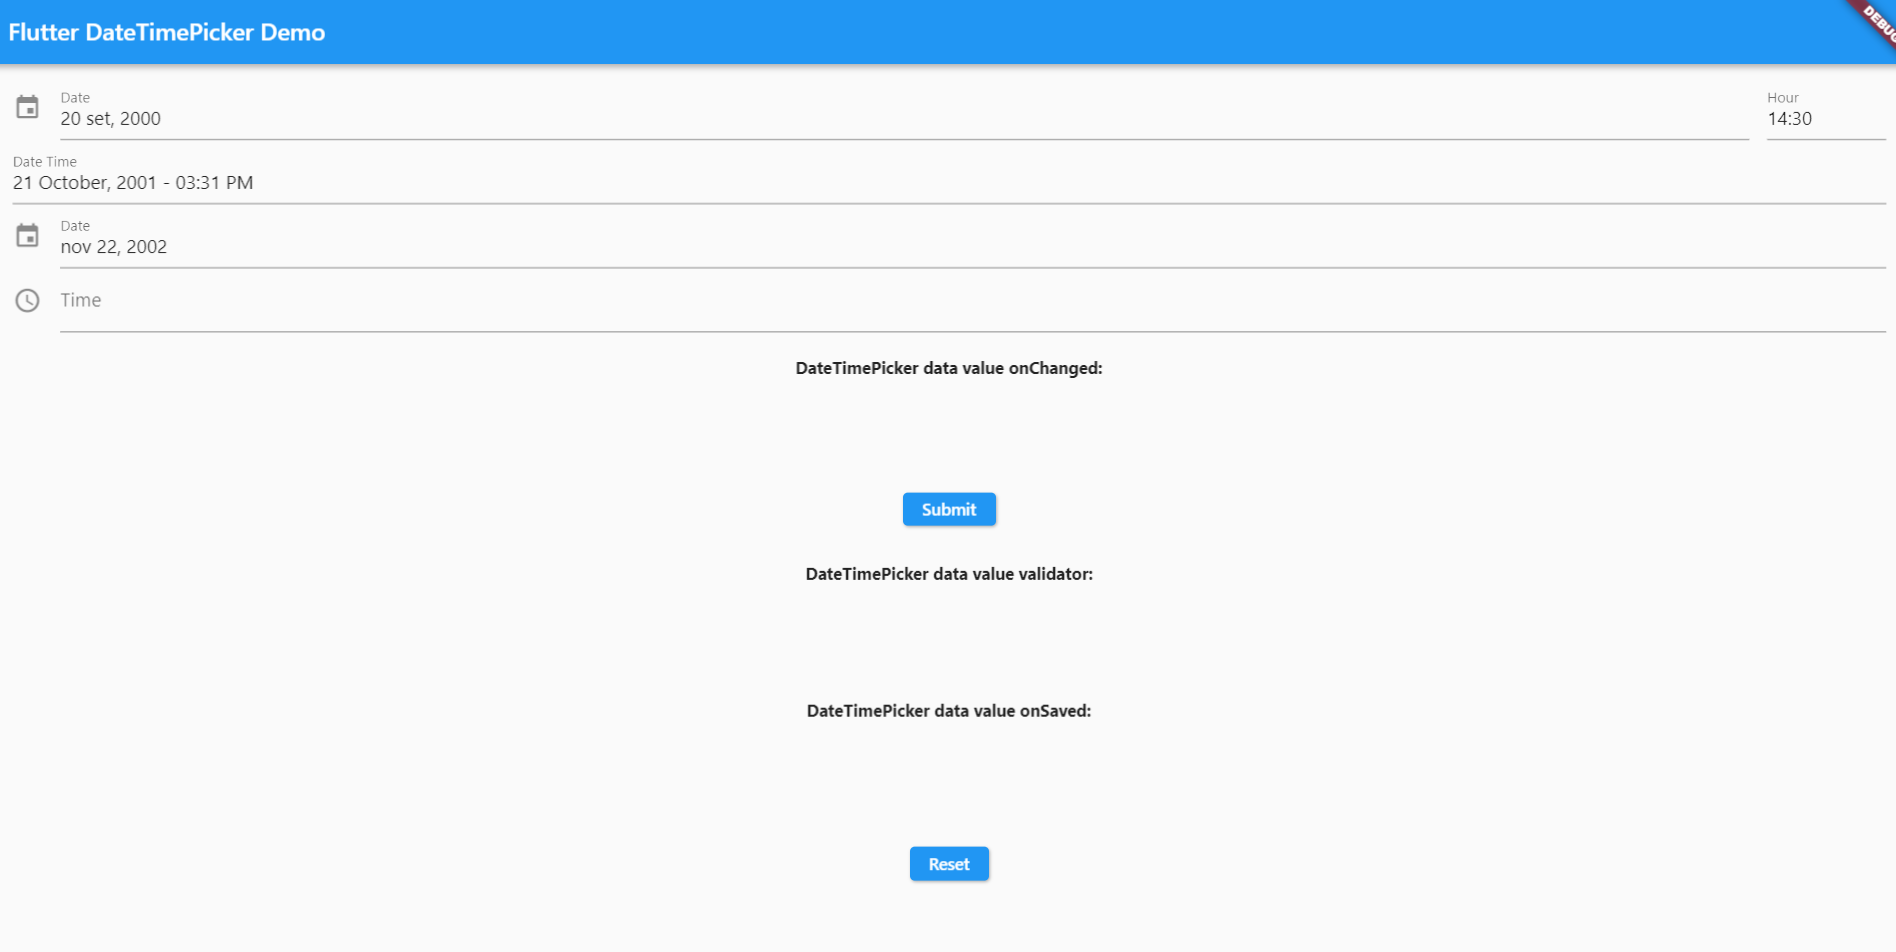 Flutter DateTimePicker Demo
DEBUG
Date
20 set, 2000
Hour
14:30
Date Time
21 October, 2001 - 03:31 PM
Date
nov 22, 2002
Time
DateTimePicker data value onChanged:
Submit
DateTimePicker data value validator:
DateTimePicker data value onSaved:
Reset